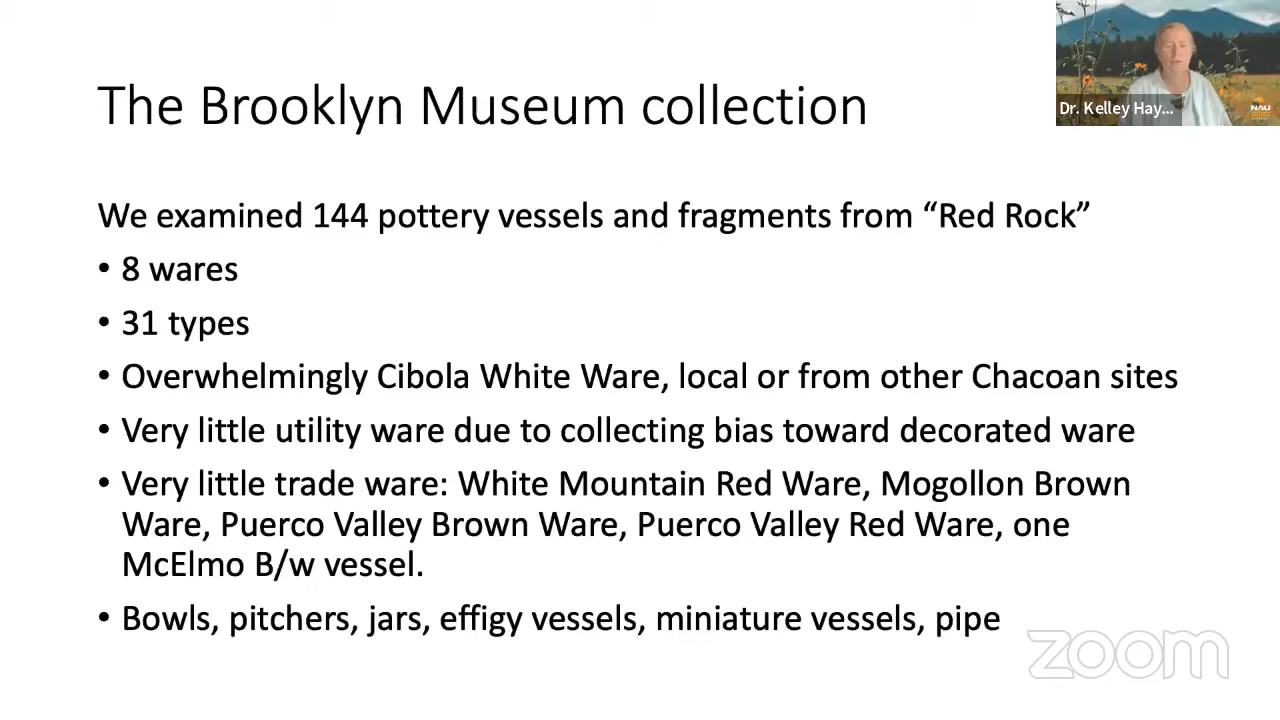 The Brooklyn Museum collection
Dr. Kelley Hay...
NAU
We examined 144 pottery vessels and fragments from “Red Rock”
• 8 wares
• 31 types
• Overwhelmingly Cibola White Ware, local or from other Chacoan sites
• Very little utility ware due to collecting bias toward decorated ware
• Very little trade ware: White Mountain Red Ware, Mogollon Brown
Ware, Puerco Valley Brown Ware, Puerco Valley Red Ware, one
McElmo B/w vessel.
• Bowls, pitchers, jars, effigy vessels, miniature vessels, pipe
zoom